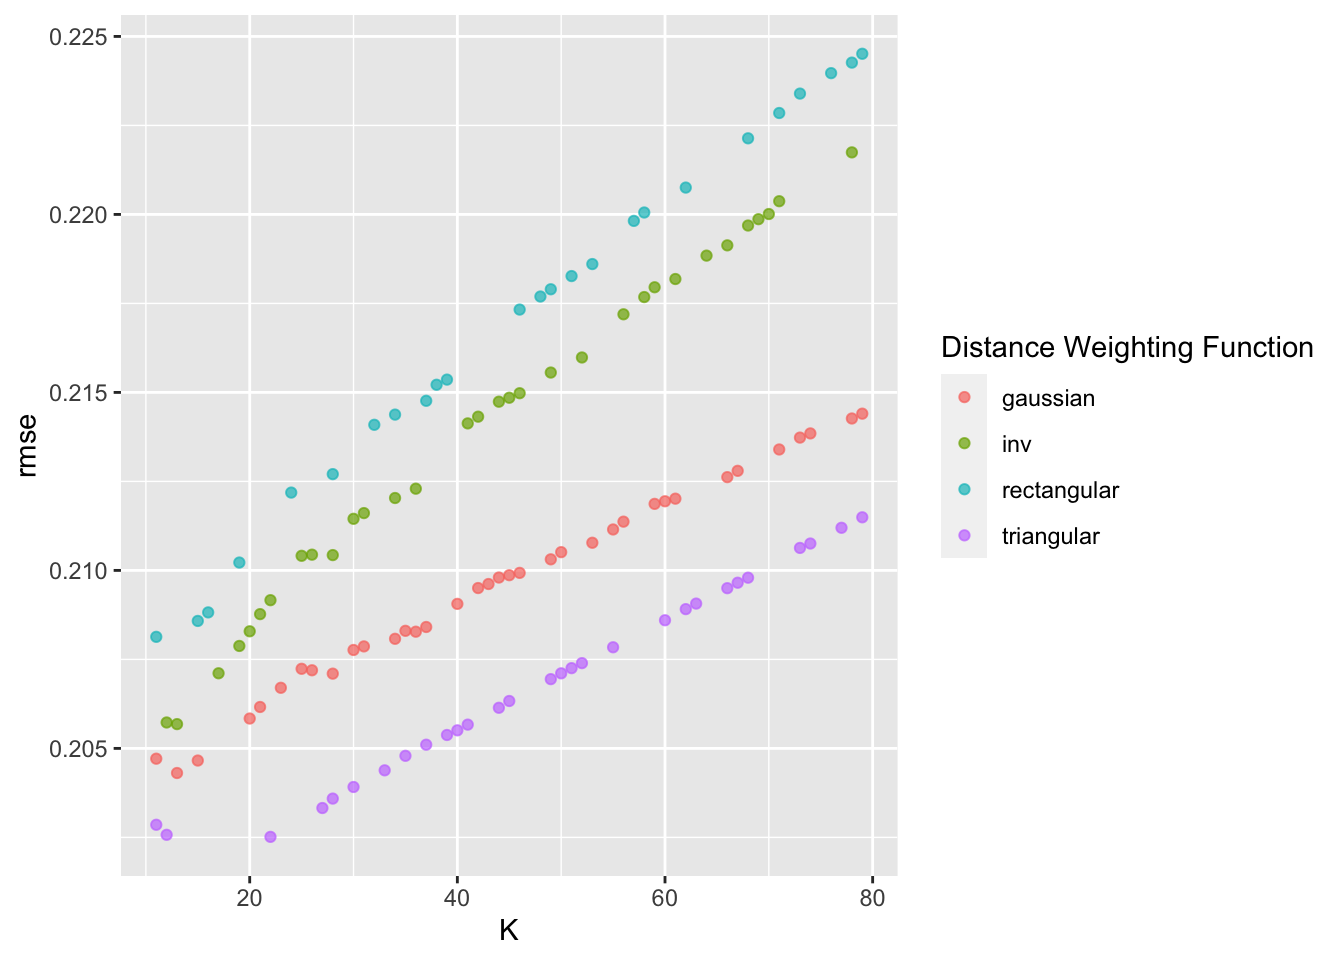 0.225
0.220
0.215
0.210
0.205
rmse
20 40 60 80
K
Distance Weighting Function
gaussian
inv
rectangular
triangular